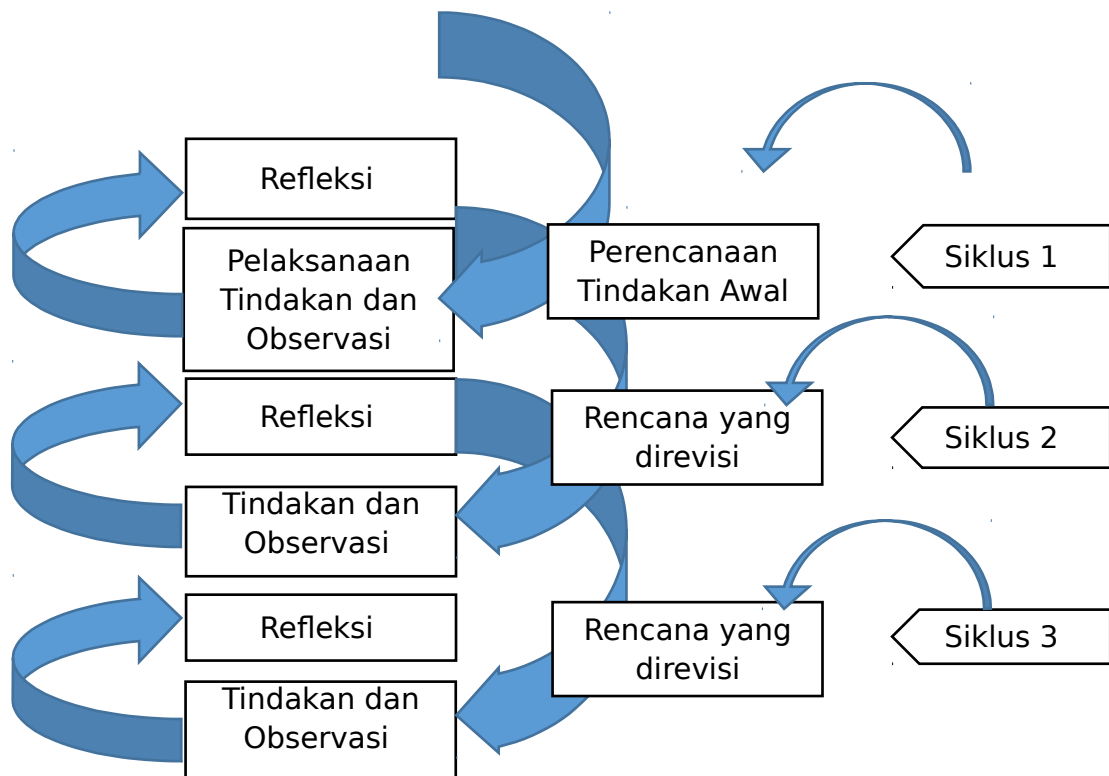 Refleksi
Perencanaan
Tindakan Awal
Siklus 1
Pelaksanaan
Tindakan dan
Observasi
Refleksi
Rencana yang
direvisi
Siklus 2
Tindakan dan
Observasi
Refleksi
Rencana yang
direvisi
Siklus 3
Tindakan dan
Observasi